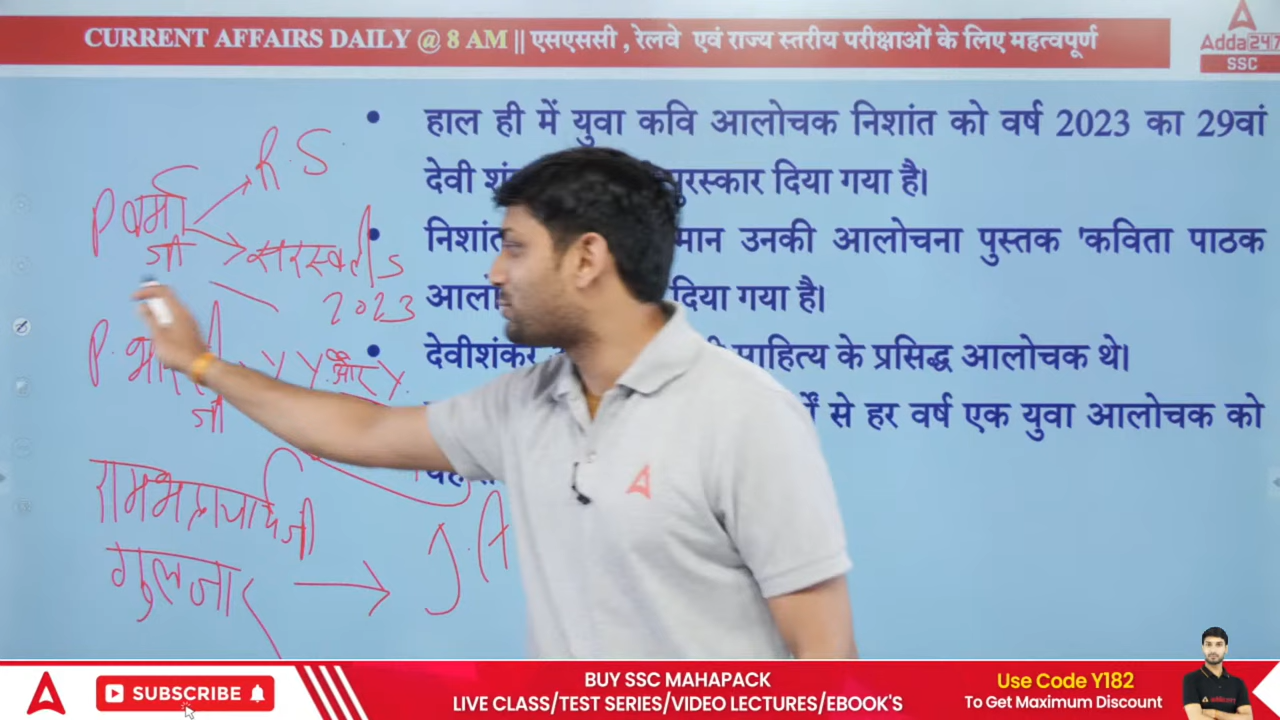 CURRENT AFFAIRS DAILY @ 8 AM || एसएससी , रेलवे एवं राज्य स्तरीय परीक्षाओं के लिए महत्वपूर्ण
Adda247
SSC
• हाल ही में युवा कवि आलोचक निशांत को वर्ष 2023 का 29वां
देवी पुरस्कार दिया गया है।
• निशांत उनकी आलोचना पुस्तक 'कविता पाठक
दिया गया है।
• देवीशंकर साहित्य के प्रसिद्ध आलोचक थे।
से हर वर्ष एक युवा आलोचक को
R.S.
P वर्मा
जी
सरस्वती S
2023
P.
जी
रामभद्राचार्य जी
गुलजार → J.A
SUBSCRIBE
BUY SSC MAHAPACK
LIVE CLASS/TEST SERIES/VIDEO LECTURES/EBOOK'S
Use Code Y182
To Get Maximum Discount